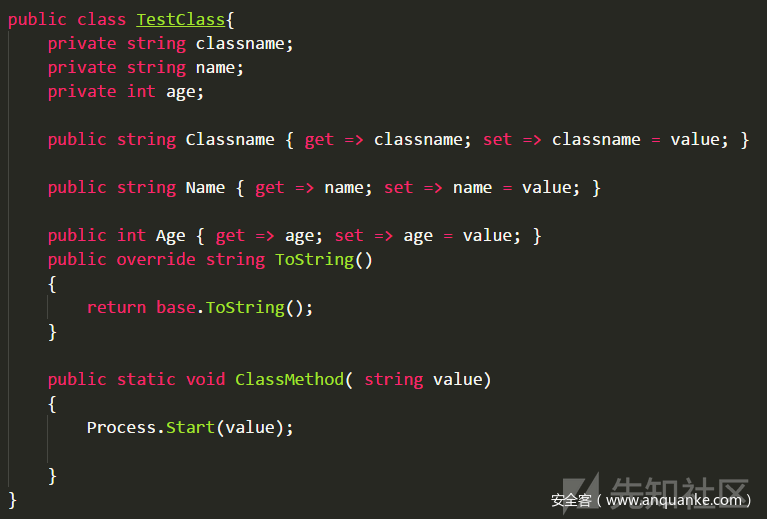 public class TestClass{
    private string classname;
    private string name;
    private int age;

    public string Classname { get => classname; set => classname = value; }

    public string Name { get => name; set => name = value; }

    public int Age { get => age; set => age = value; }
    public override string ToString()
    {
        return base.ToString();
    }

    public static void ClassMethod( string value)
    {
        Process.Start(value);

    }
}
先知社区
安全客（www.anquanke.com）